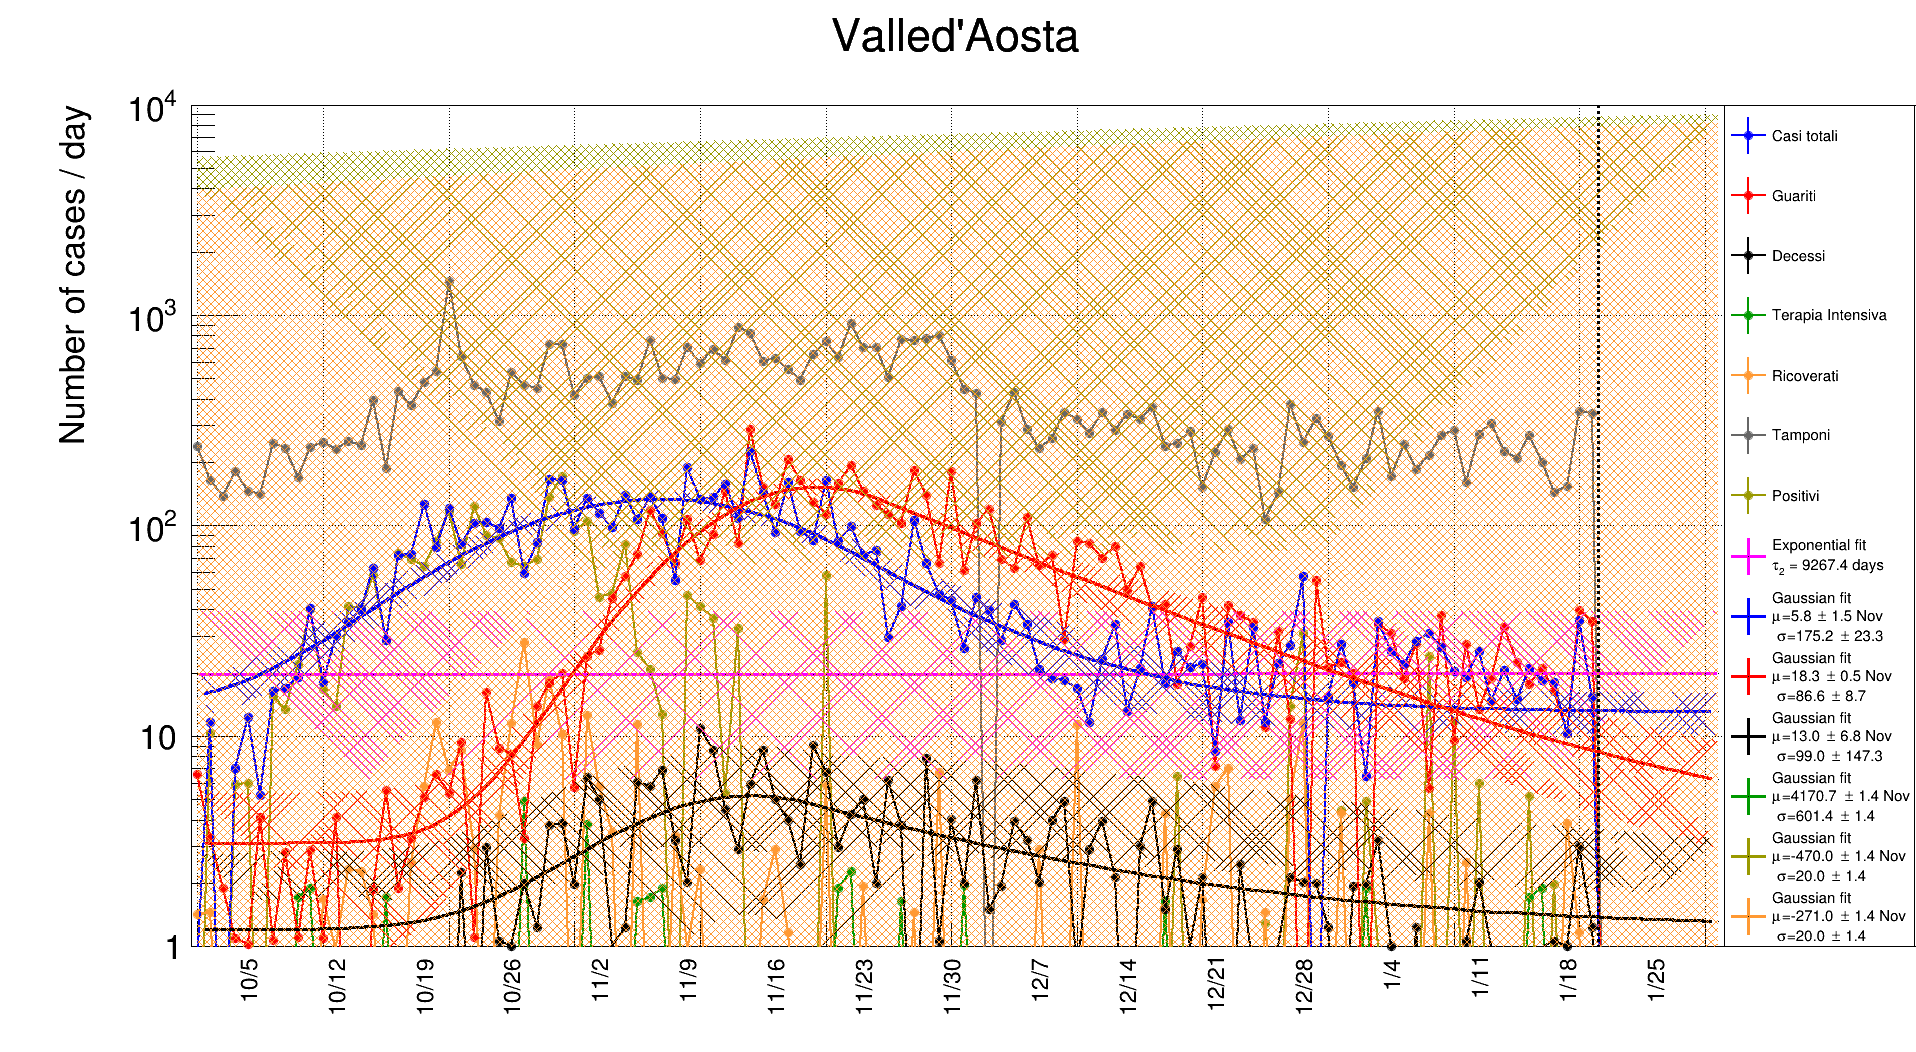 Valled'Aosta
Number of cases / day
10⁴
10³
10²
10
1
10/5
10/12
10/19
10/26
11/2
11/9
11/16
11/23
11/30
12/7
12/14
12/21
12/28
1/4
1/11
1/18
1/25
Casi totali
Guariti
Decessi
Terapia Intensiva
Ricoverati
Tamponi
Positivi
Exponential fit
τ₂ = 9267.4 days
Gaussian fit
μ=5.8 ± 1.5 Nov
σ=175.2 ± 23.3
Gaussian fit
μ=18.3 ± 0.5 Nov
σ=86.6 ± 8.7
Gaussian fit
μ=13.0 ± 6.8 Nov
σ=99.0 ± 147.3
Gaussian fit
μ=4170.7 ± 1.4 Nov
σ=601.4 ± 1.4
Gaussian fit
μ=-470.0 ± 1.4 Nov
σ=20.0 ± 1.4
Gaussian fit
μ=-271.0 ± 1.4 Nov
σ=20.0 ± 1.4